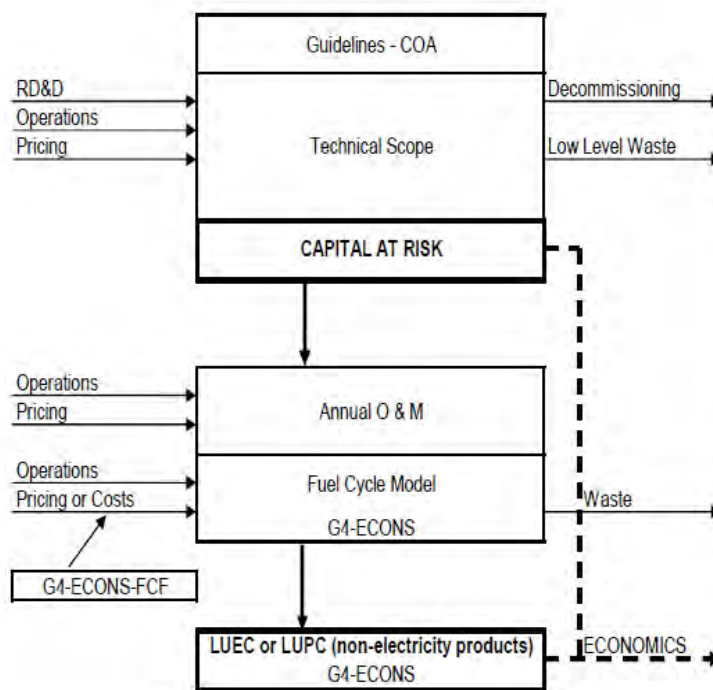 Guidelines - COA
RD&D
Operations
Pricing
Technical Scope
Decommissioning
Low Level Waste
CAPITAL AT RISK
Operations
Pricing
Annual O & M
Operations
Pricing or Costs
Fuel Cycle Model
G4-ECONS
Waste
G4-ECONS-FCF
LUEC or LUPC (non-electricity products)
G4-ECONS
ECONOMICS